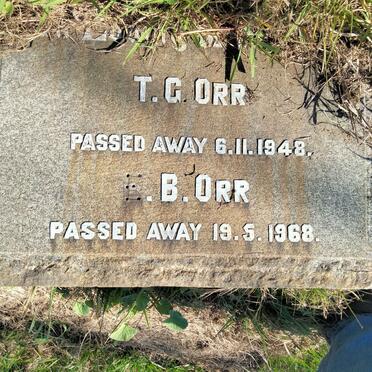 T.G. ORR
PASSED AWAY 6.11.1948.
E.B. ORR
PASSED AWAY 19.5.1968.